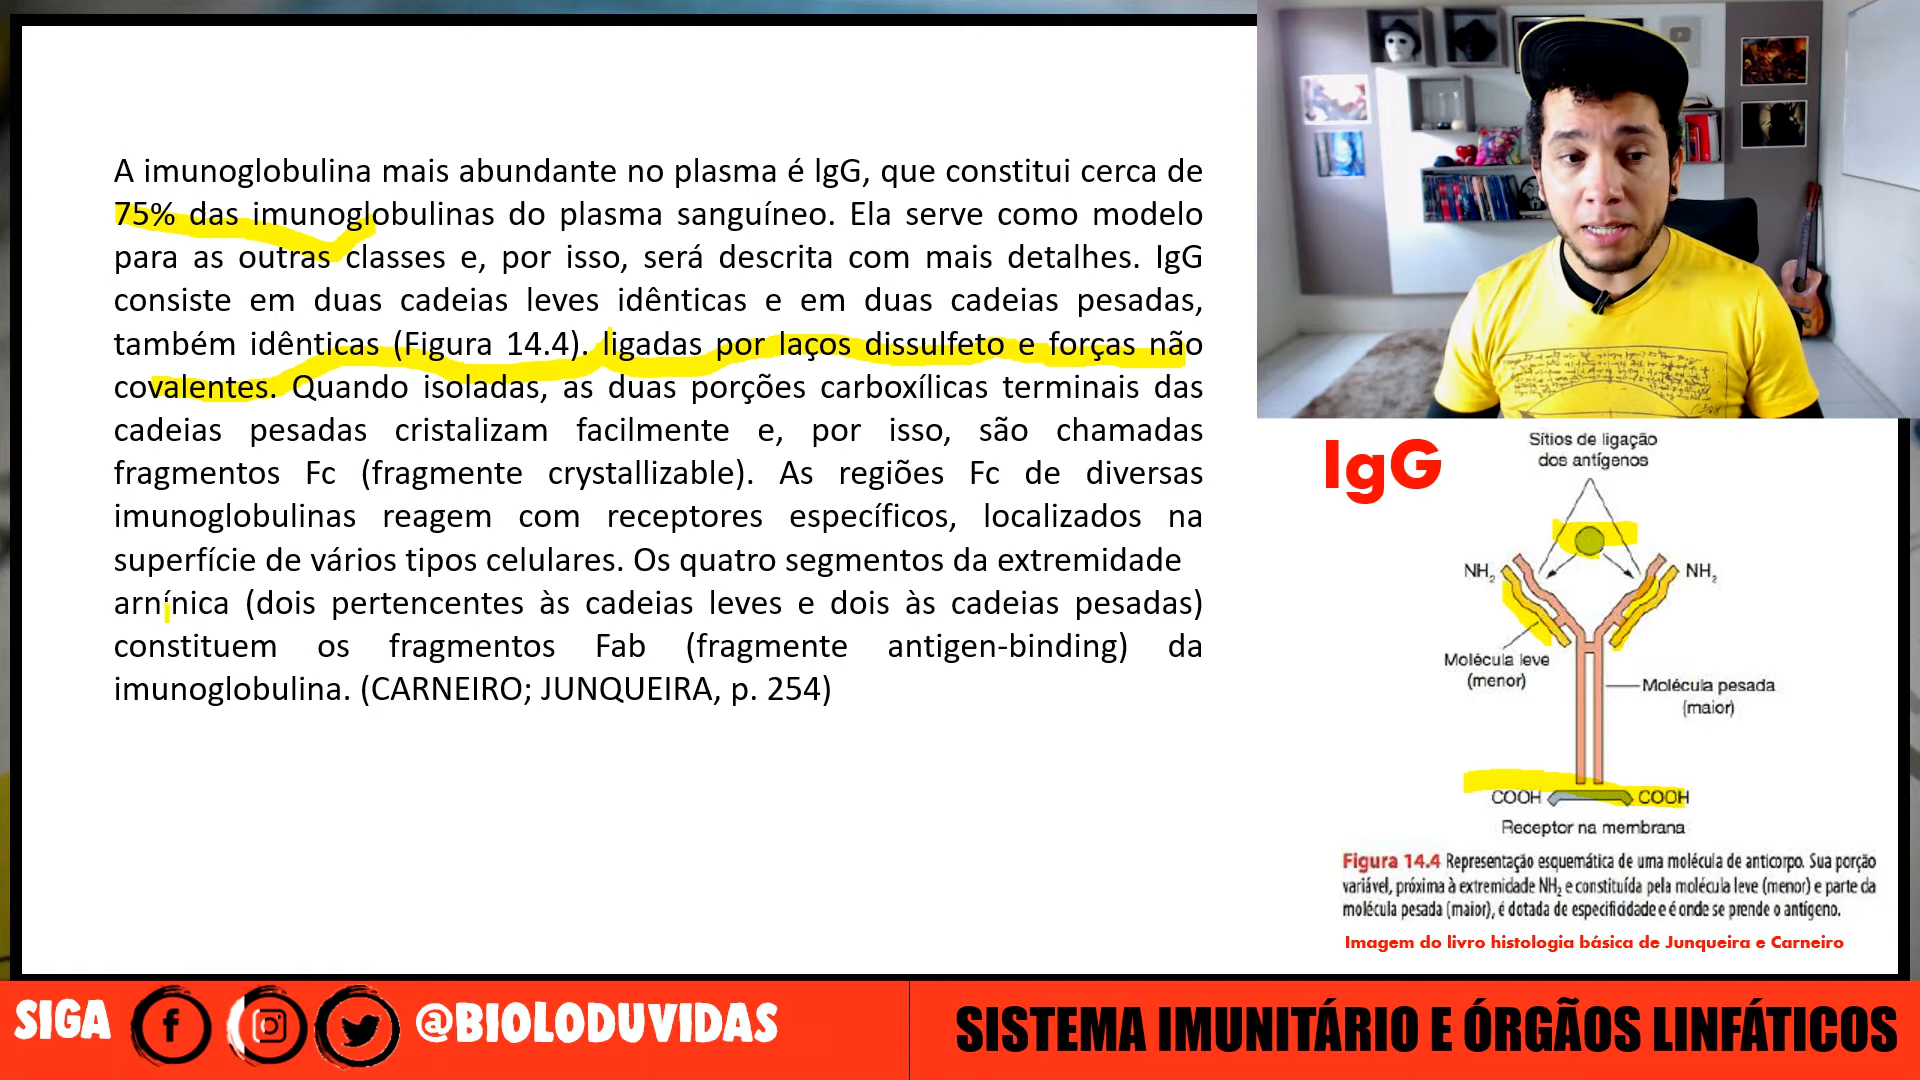 A imunoglobulina mais abundante no plasma é lgG, que constitui cerca de
75% das imunoglobulinas do plasma sanguíneo. Ela serve como modelo
para as outras classes e, por isso, será descrita com mais detalhes. IgG
consiste em duas cadeias leves idênticas e em duas cadeias pesadas,
também idênticas (Figura 14.4). ligadas por laços dissulfeto e forças não
covalentes. Quando isoladas, as duas porções carboxílicas terminais das
cadeias pesadas cristalizam facilmente e, por isso, são chamadas
fragmentos Fc (fragmente crystallizable). As regiões Fc de diversas
imunoglobulinas reagem com receptores específicos, localizados na
superfície de vários tipos celulares. Os quatro segmentos da extremidade
arnínica (dois pertencentes às cadeias leves e dois às cadeias pesadas)
constituem os fragmentos Fab (fragmente antigen-binding) da
imunoglobulina. (CARNEIRO; JUNQUEIRA, p. 254)
IgG
Sítios de ligação
dos antígenos
NH2
NH2
Molécula leve
(menor)
Molécula pesada
(maior)
COOH
COOH
Receptor na membrana
Figura 14.4 Representação esquemática de uma molécula de anticorpo. Sua porção
variável, próxima à extremidade NH2 e constituída pela molécula leve (menor) e parte da
molécula pesada (maior), é dotada de especificidade e é onde se prende o antígeno.
Imagem do livro histologia básica de Junqueira e Carneiro
SIGA
@BIOLODUVIDAS
SISTEMA IMUNITÁRIO E ÓRGÃOS LINFÁTICOS